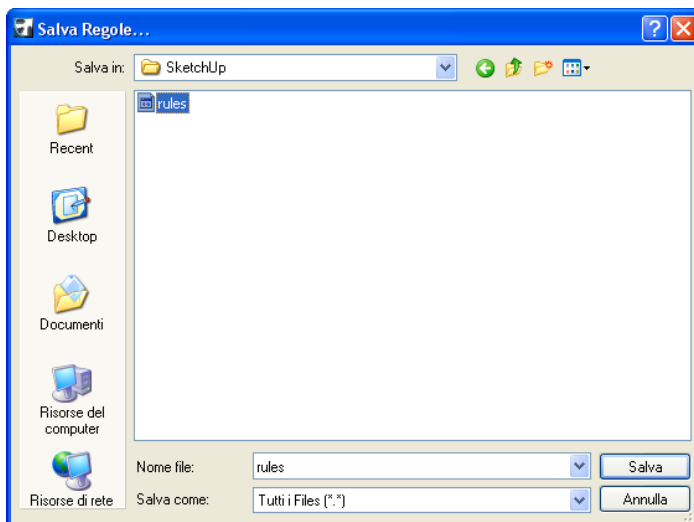 Salva Regole...
Salva in: SketchUp
rules
Recent
Desktop
Documenti
Risorse del
computer
Risorse di rete
Nome file: rules Salva
Salva come: Tutti i Files (*.*) Annulla